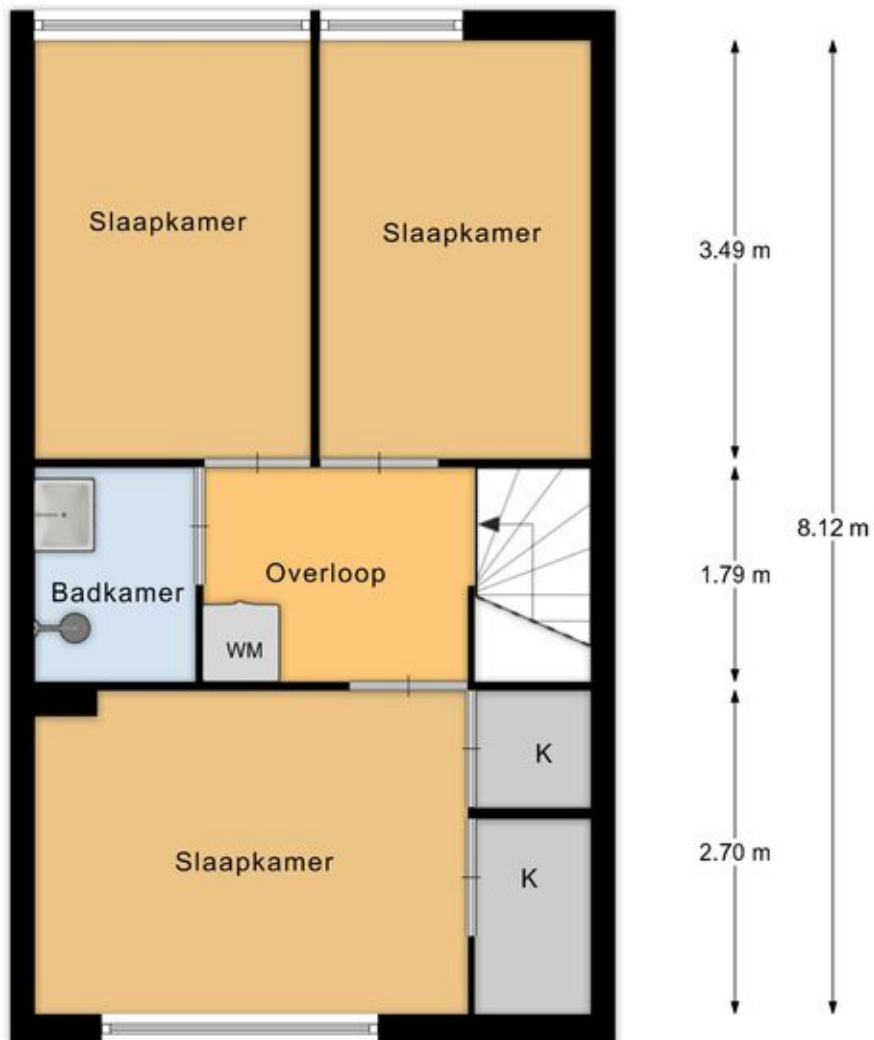 Slaapkamer
Slaapkamer
3.49 m
8.12 m
Badkamer
Overloop
1.79 m
WM
K
Slaapkamer
K
2.70 m